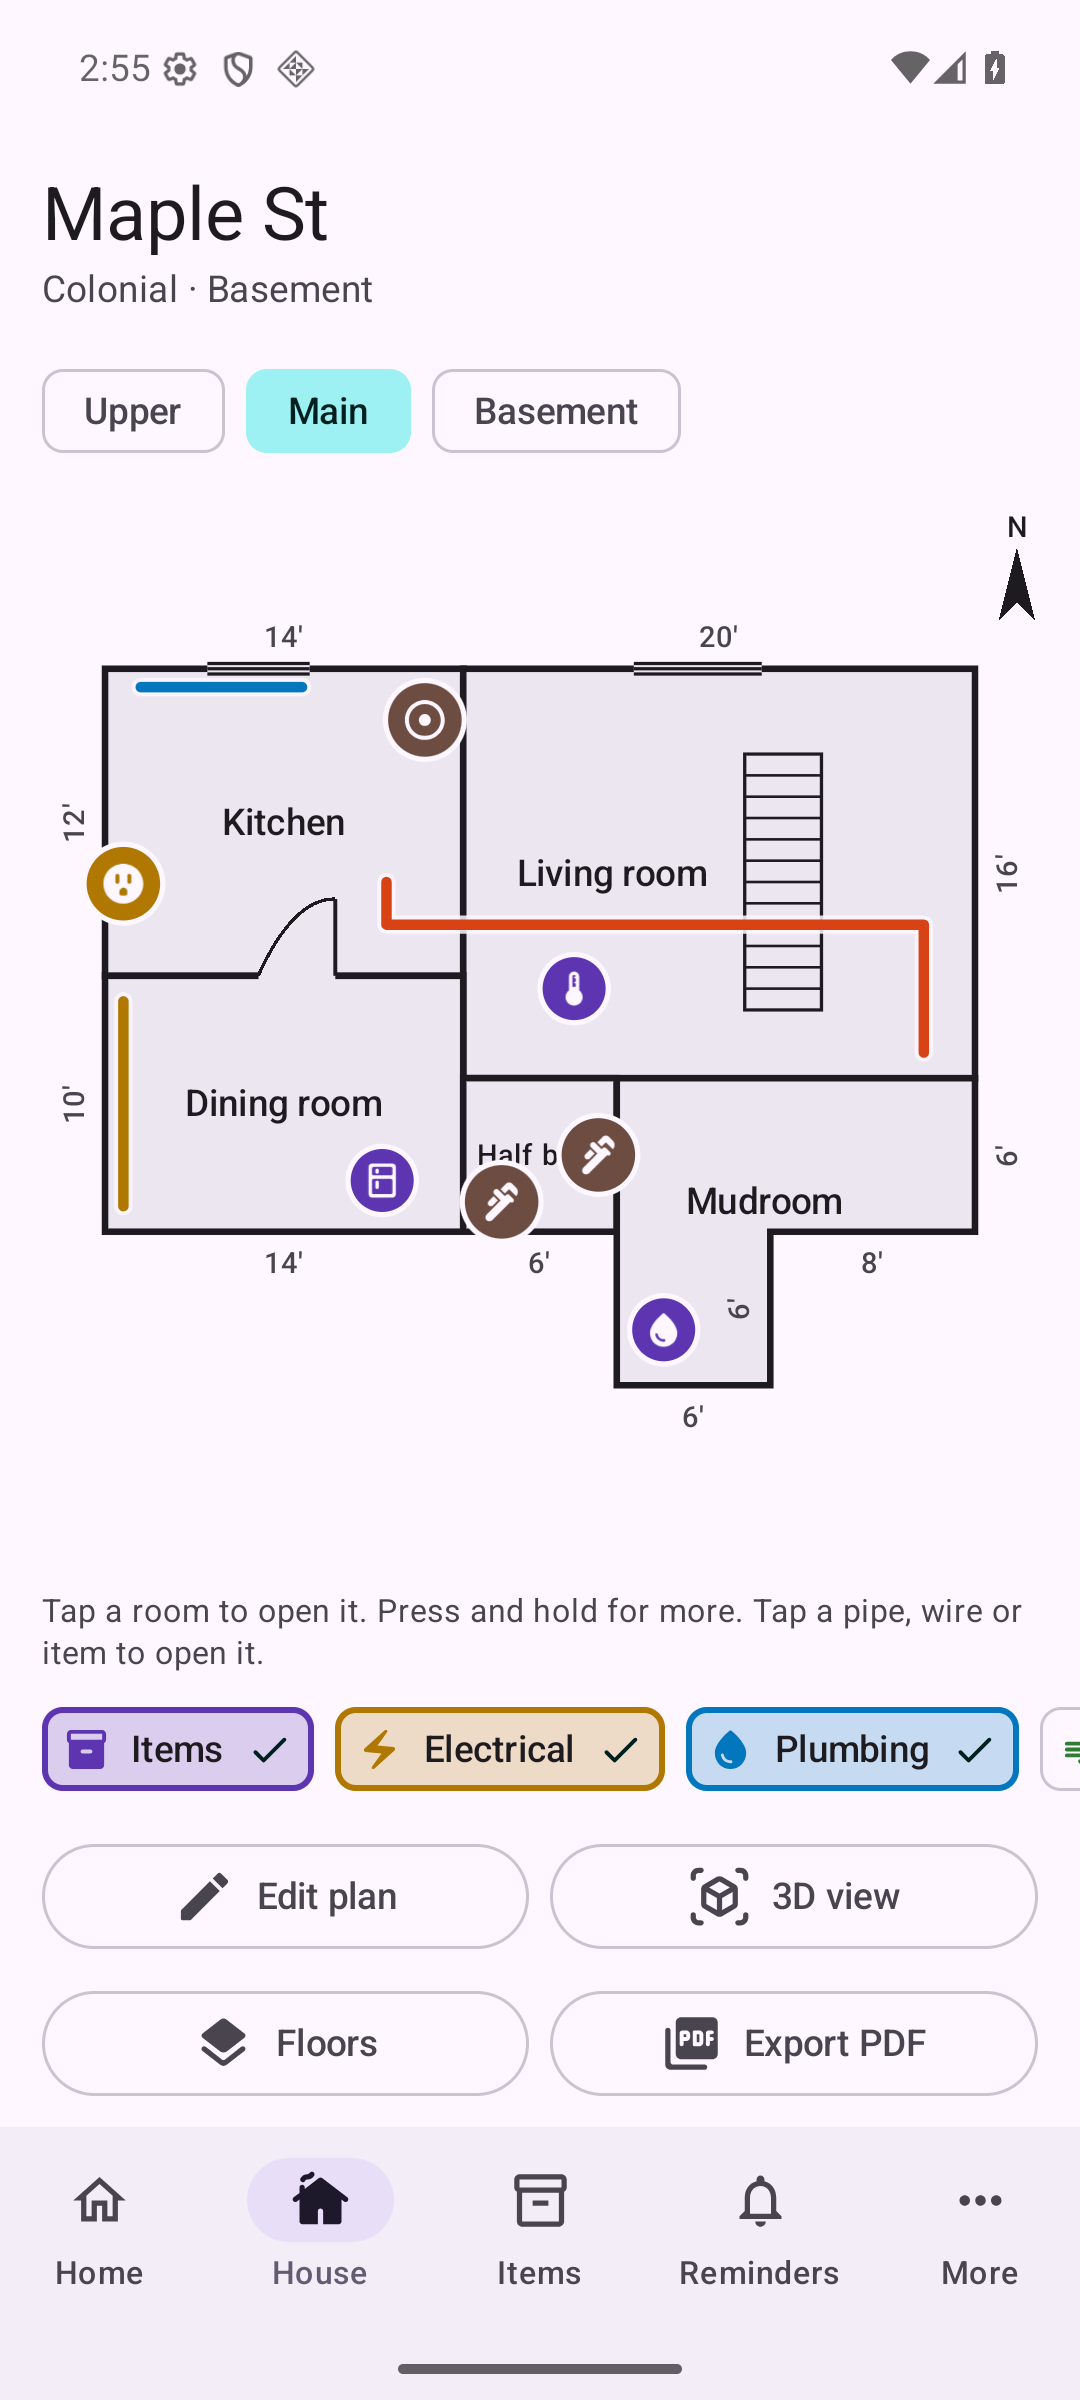 2:55
Maple St
Colonial · Basement
Upper
Main
Basement
N
14'
20'
12'
Kitchen
Living room
16'
10'
Dining room
Half b
6'
Mudroom
14'
6'
8'
6'
6'
Tap a room to open it. Press and hold for more. Tap a pipe, wire or
item to open it.
Items
Electrical
Plumbing
Edit plan
3D view
Floors
PDF
Export PDF
Home
House
Items
Reminders
More